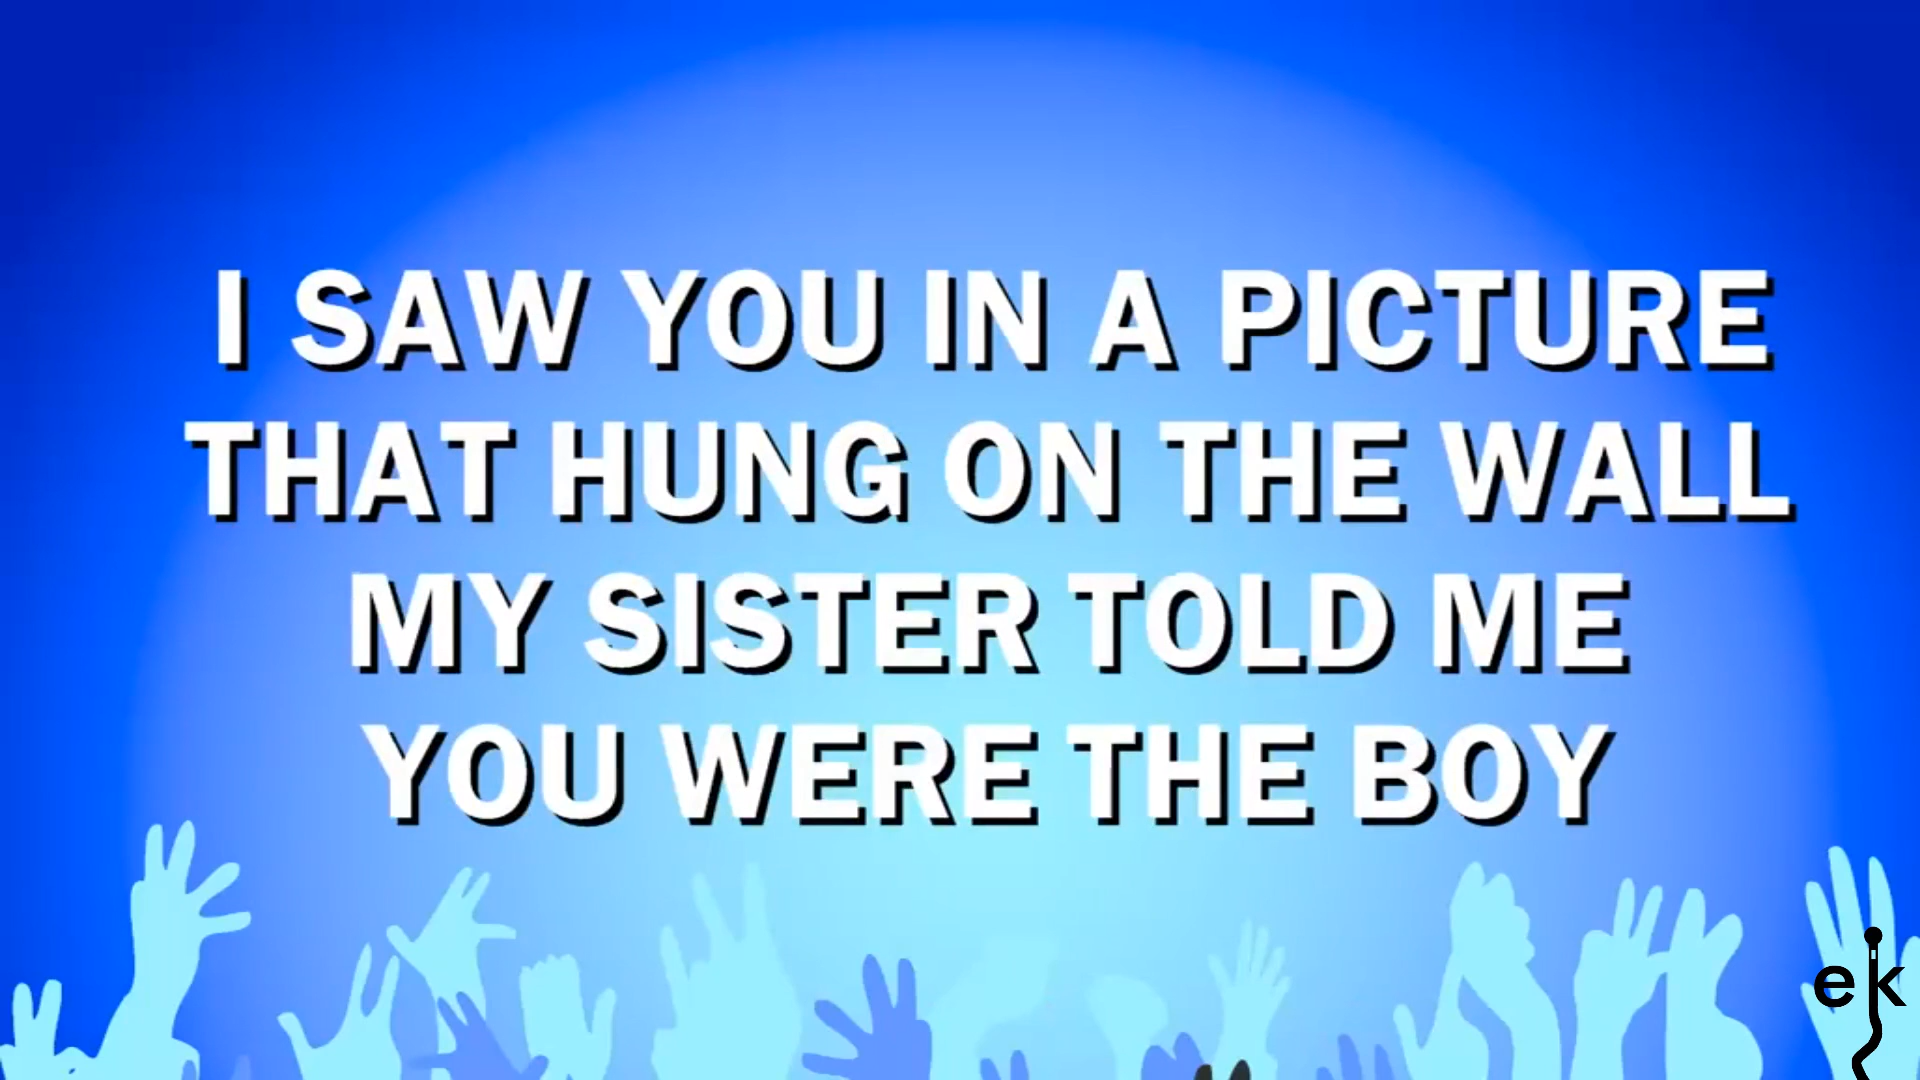 I SAW YOU IN A PICTURE
THAT HUNG ON THE WALL
MY SISTER TOLD ME
YOU WERE THE BOY
ek